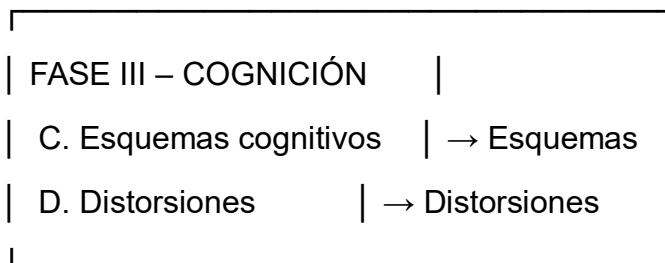 ┌──────────────────────────────
│ FASE III – COGNICIÓN │
│ C. Esquemas cognitivos │ → Esquemas
│ D. Distorsiones │ → Distorsiones